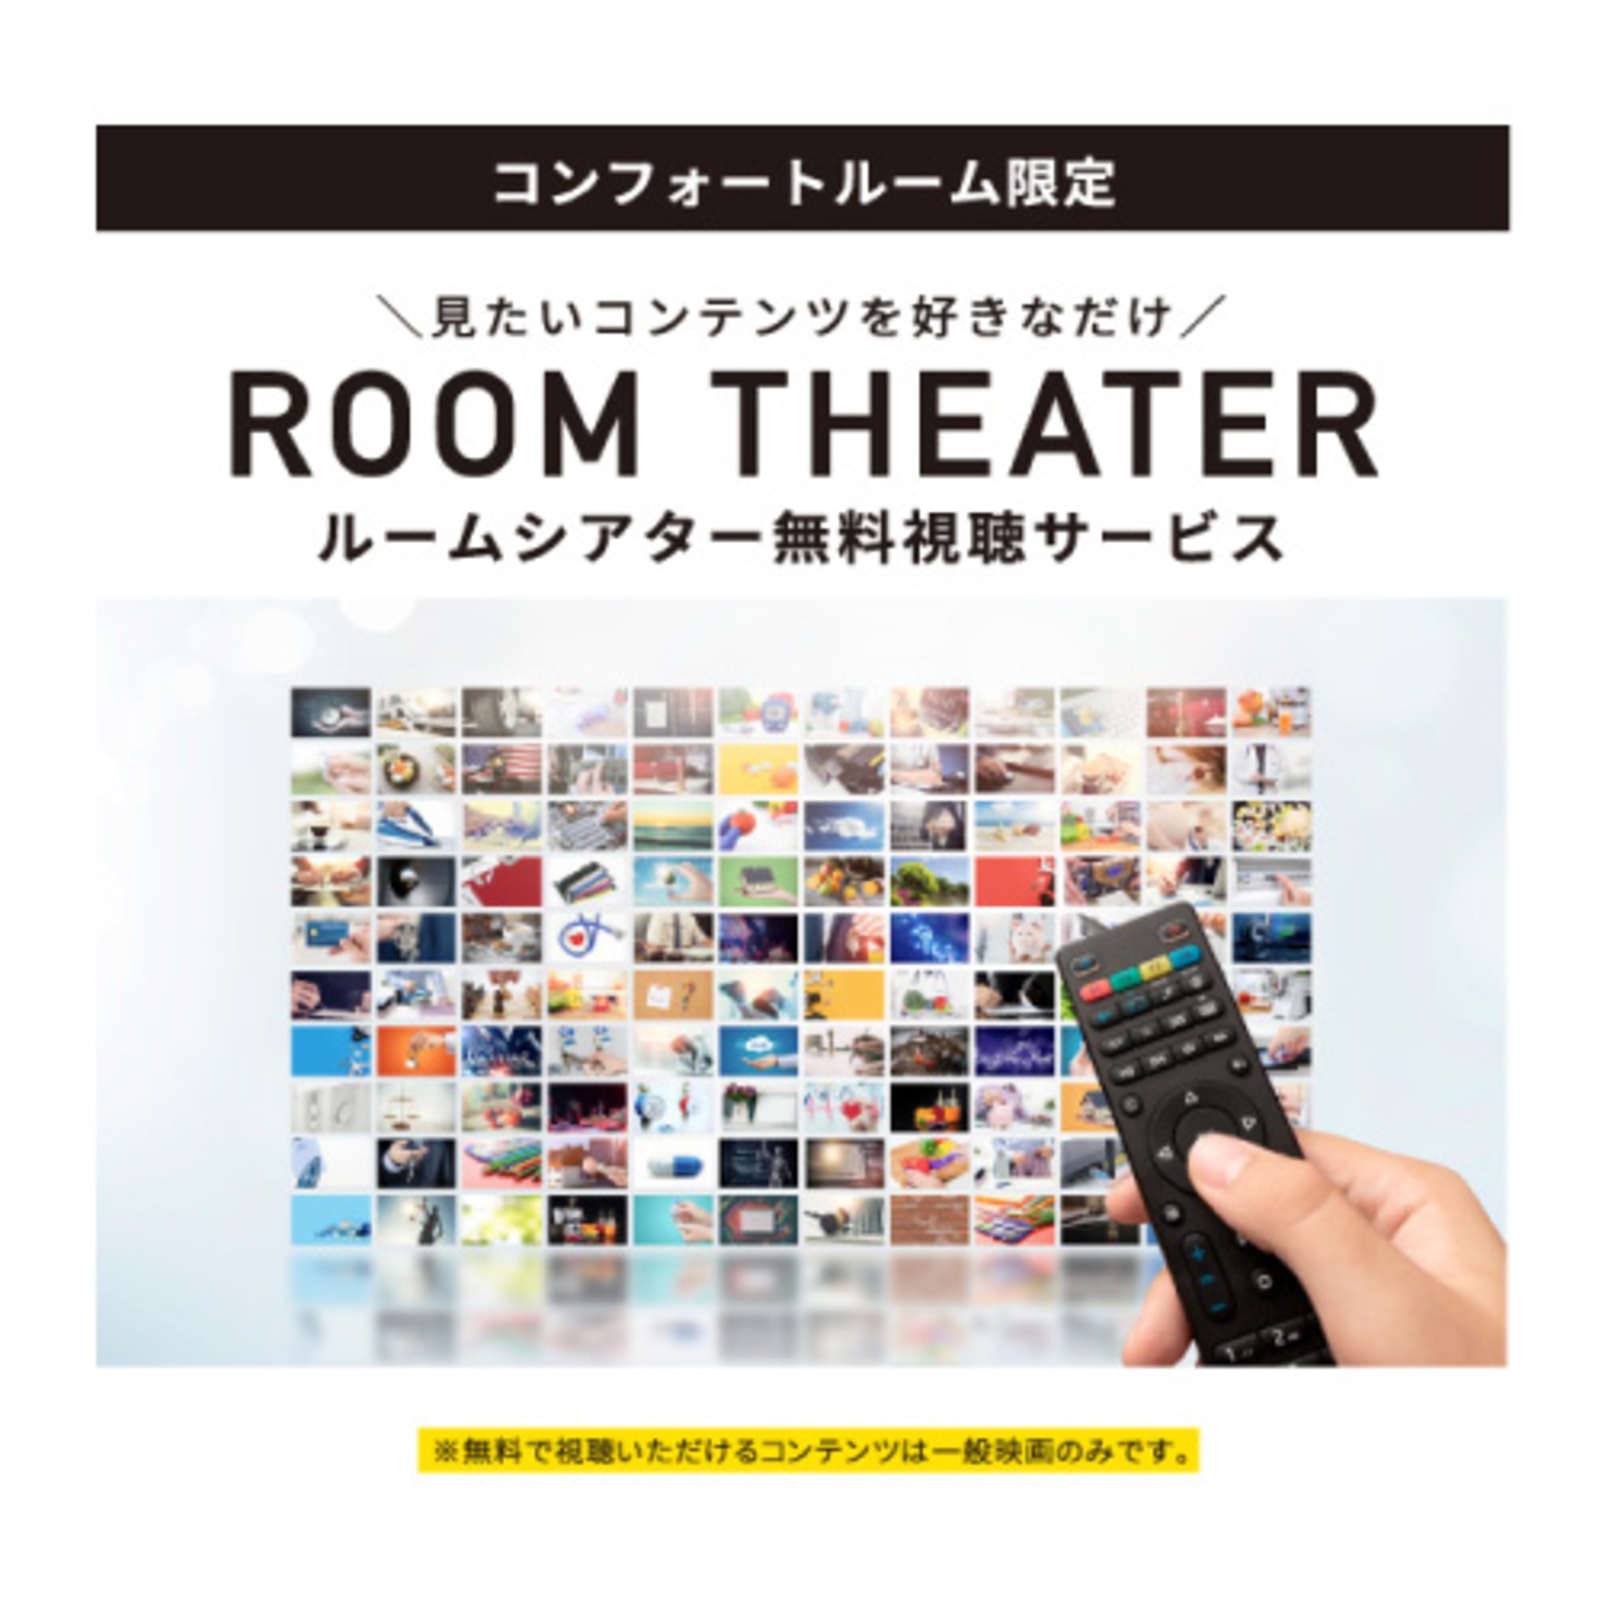 コンフォートルーム限定
＼見たいコンテンツを好きなだけ／
ROOM THEATER
ルームシアター無料視聴サービス
※無料で視聴いただけるコンテンツは一般映画のみです。